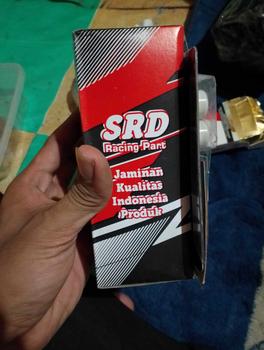 SRD
Racing Part
Jaminan
Kualitas
Indonesia
Produk